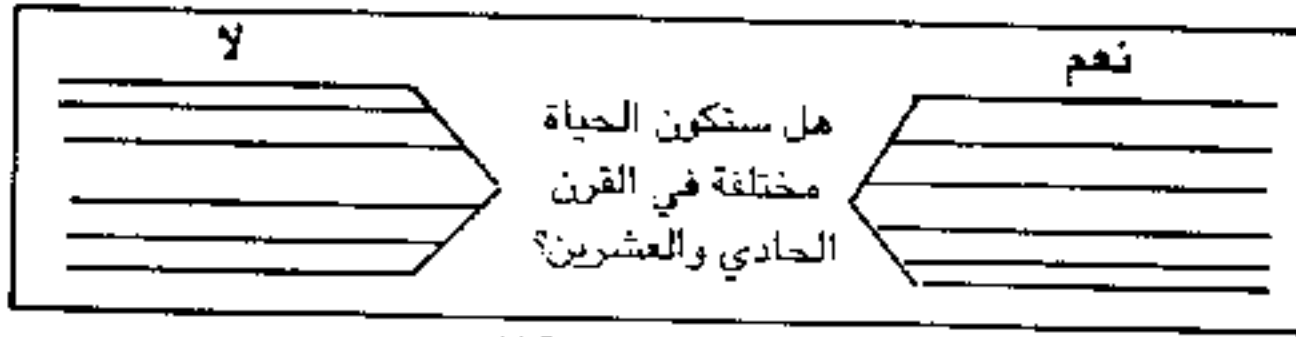 نعم
لا
هل ستكون الحياة
مختلفة في القرن
الحادي والعشرين؟